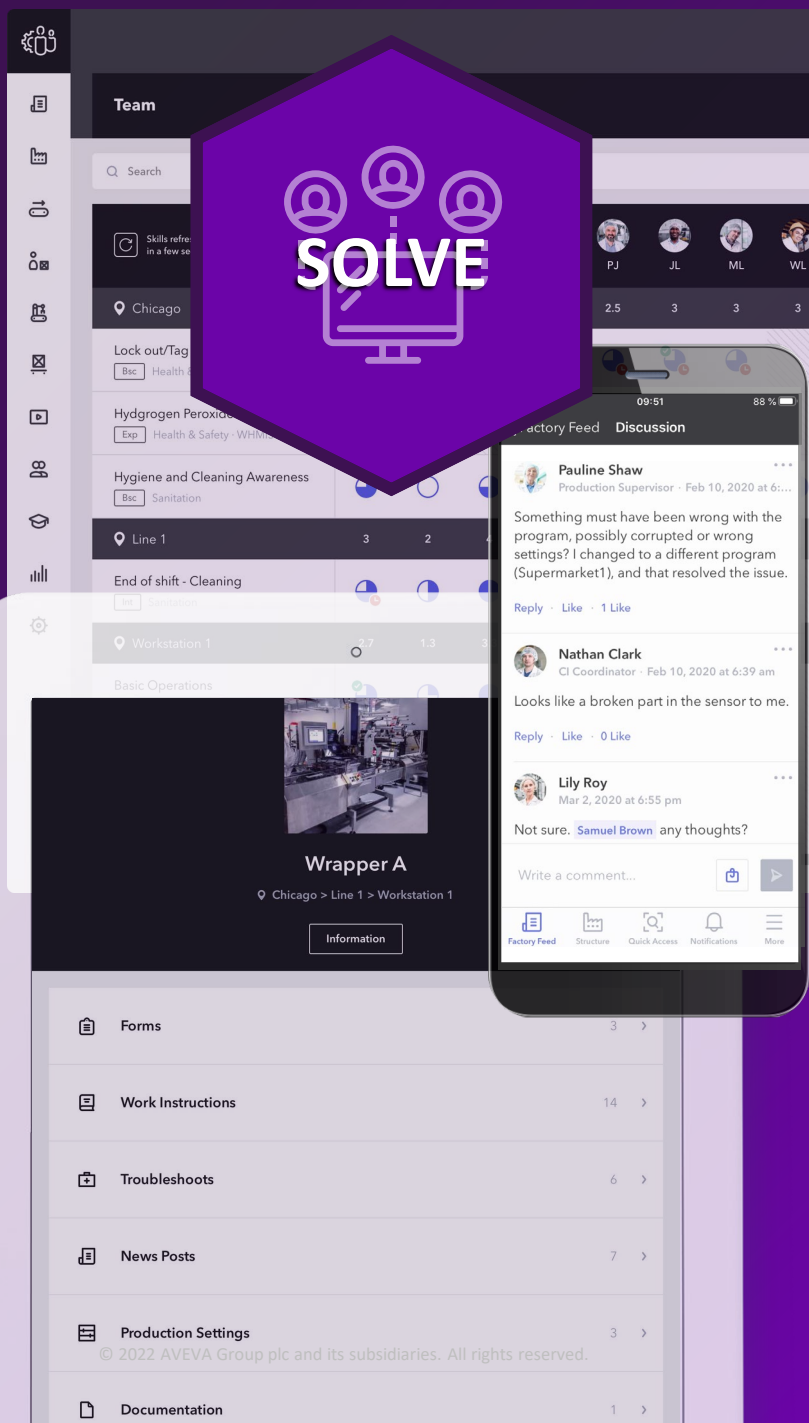 Team
SOLVE
Search
Skills
in a few
PJ JL ML WL
Chicago 2.5 3 3 3
Lock out/Tag
Bsc Health &
Hydgrogen Peroxide
Exp Health & Safety ·
Hygiene and Cleaning Awareness
Bsc Sanitation
Line 1 3 2
End of shift - Cleaning
Int Sanitation
Workstation 1 2.7 1.3
Basic Operations
09:51 88 %
Factory Feed Discussion
Pauline Shaw
Production Supervisor · Feb 10, 2020 at 6:...
Something must have been wrong with the
program, possibly corrupted or wrong
settings? I changed to a different program
(Supermarket1), and that resolved the issue.
Reply · Like · 1 Like
Nathan Clark
CI Coordinator · Feb 10, 2020 at 6:39 am
Looks like a broken part in the sensor to me.
Reply · Like · 0 Like
Lily Roy
Mar 2, 2020 at 6:55 pm
Not sure. Samuel Brown any thoughts?
Write a comment...
Factory Feed Structure Quick Access Notifications More
Wrapper A
Chicago > Line 1 > Workstation 1
Information
Forms 3
Work Instructions 14
Troubleshoots 6
News Posts 7
Production Settings 3
© 2022 AVEVA Group plc and its subsidiaries. All rights reserved.
Documentation 1